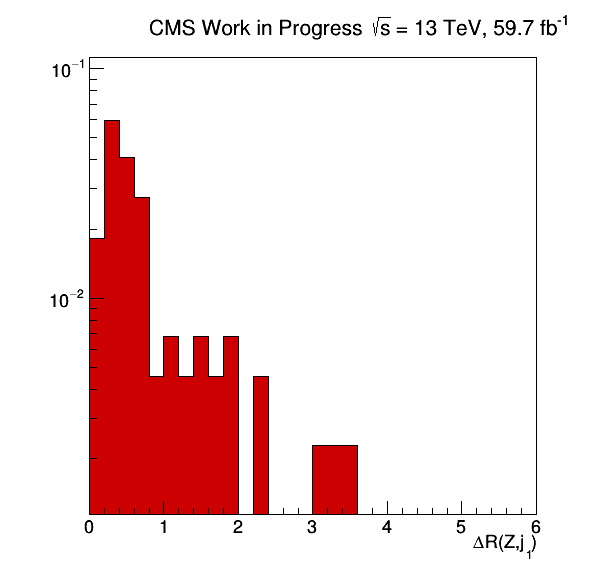 CMS Work in Progress √s = 13 TeV, 59.7 fb⁻¹
10⁻¹
10⁻²
0 1 2 3 4 5 6
ΔR(Z,j₁)